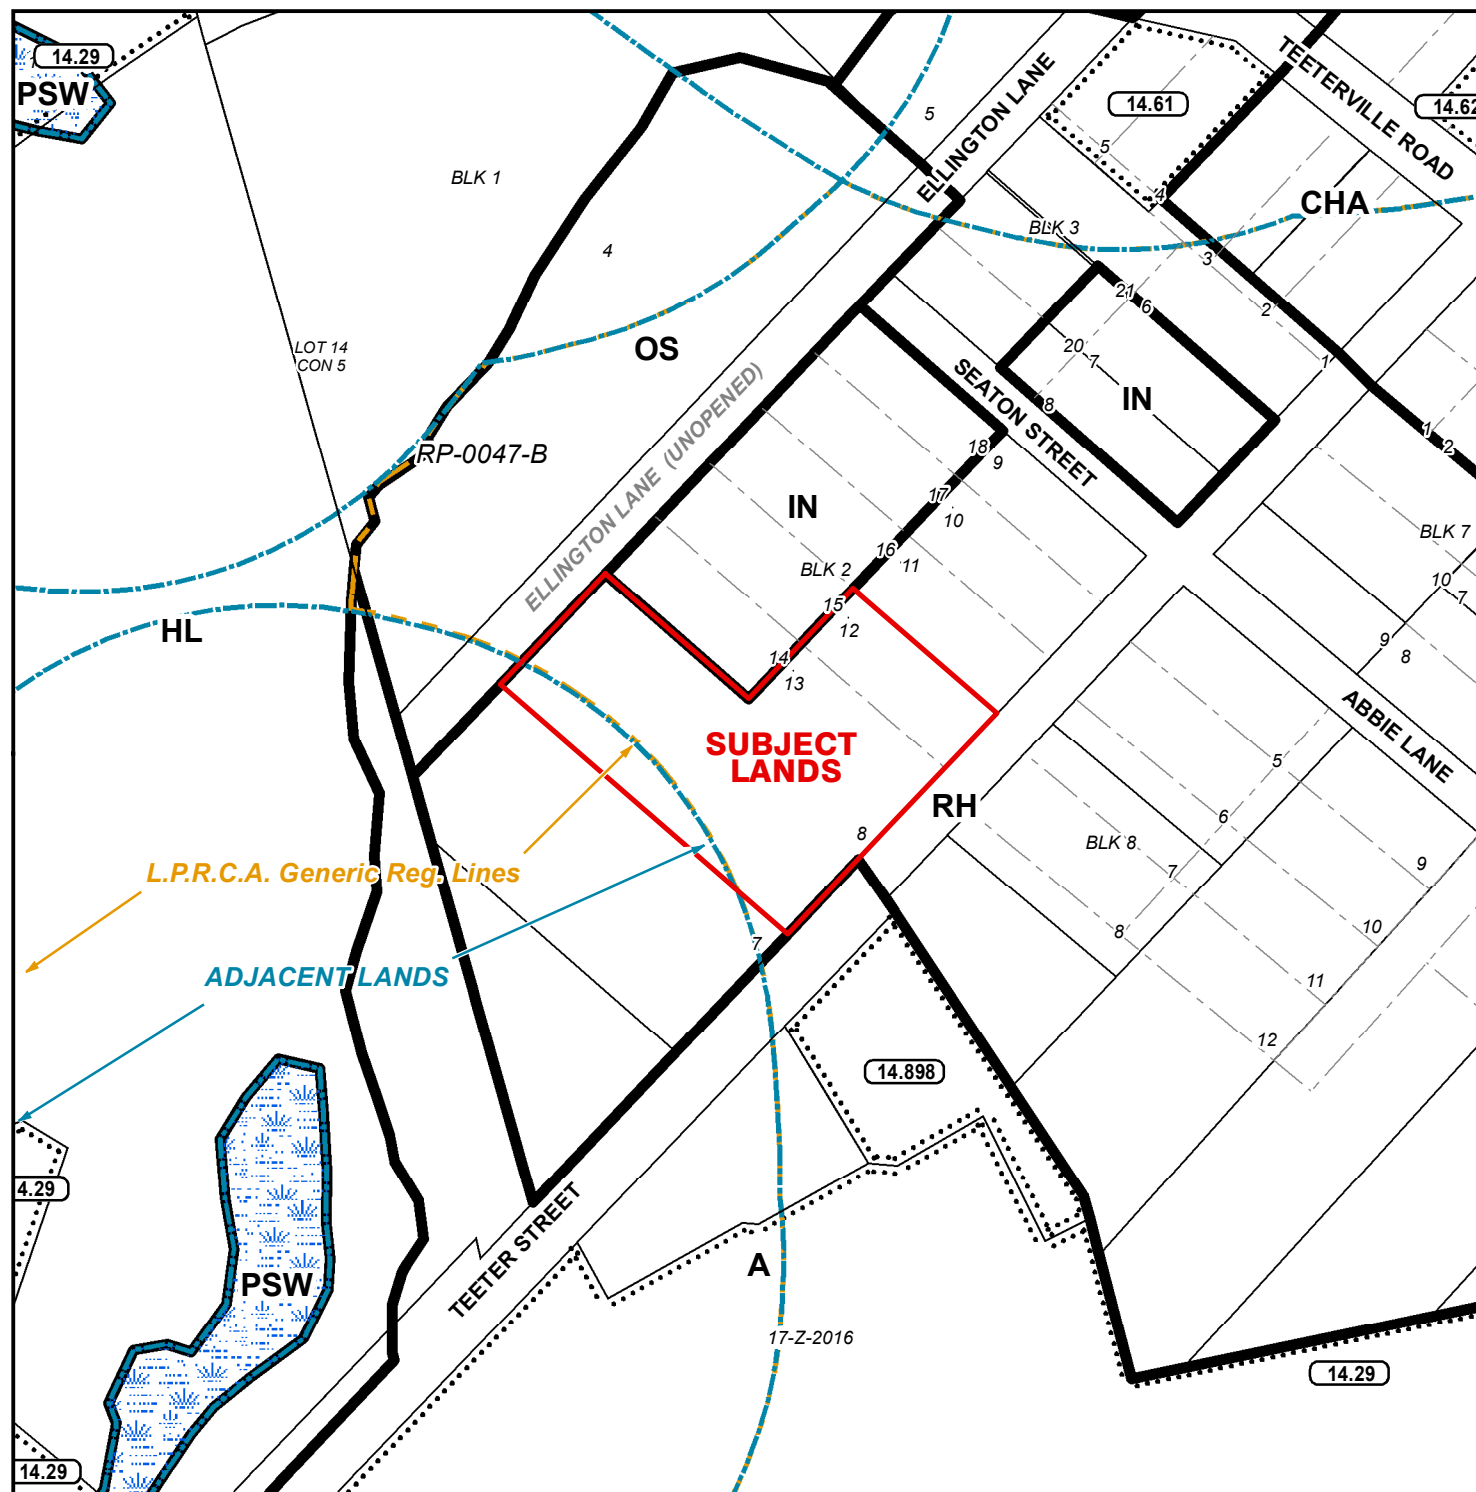 14.29
PSW
BLK 1
4
5
ELLINGTON LANE
14.61
TEETERVILLE ROAD
14.62
5
4
CHA
BLK 3
3
2
1
21
6
20
7
8
IN
SEATON STREET
LOT 14
CON 5
OS
ELLINGTON LANE (UNOPENED)
RP-0047-B
18
9
17
10
16
11
IN
BLK 2
15
12
14
13
1
2
BLK 7
10
7
9
8
HL
SUBJECT
LANDS
RH
ABBIE LANE
5
6
BLK 8
7
8
9
10
11
12
8
7
L.P.R.C.A. Generic Reg. Lines
ADJACENT LANDS
14.898
4.29
PSW
TEETER STREET
A
17-Z-2016
14.29
14.29